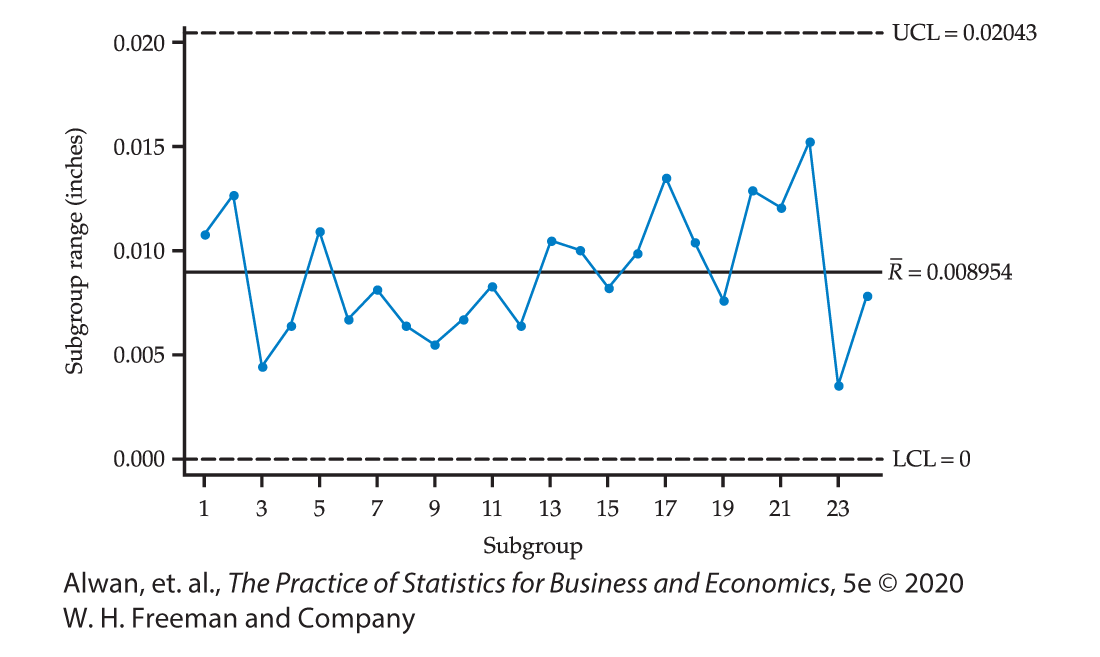 UCL = 0.02043
0.020
0.015
0.010
R̅ = 0.008954
0.005
0.000
LCL = 0
Subgroup range (inches)
1 3 5 7 9 11 13 15 17 19 21 23
Subgroup
Alwan, et. al., The Practice of Statistics for Business and Economics, 5e © 2020
W. H. Freeman and Company